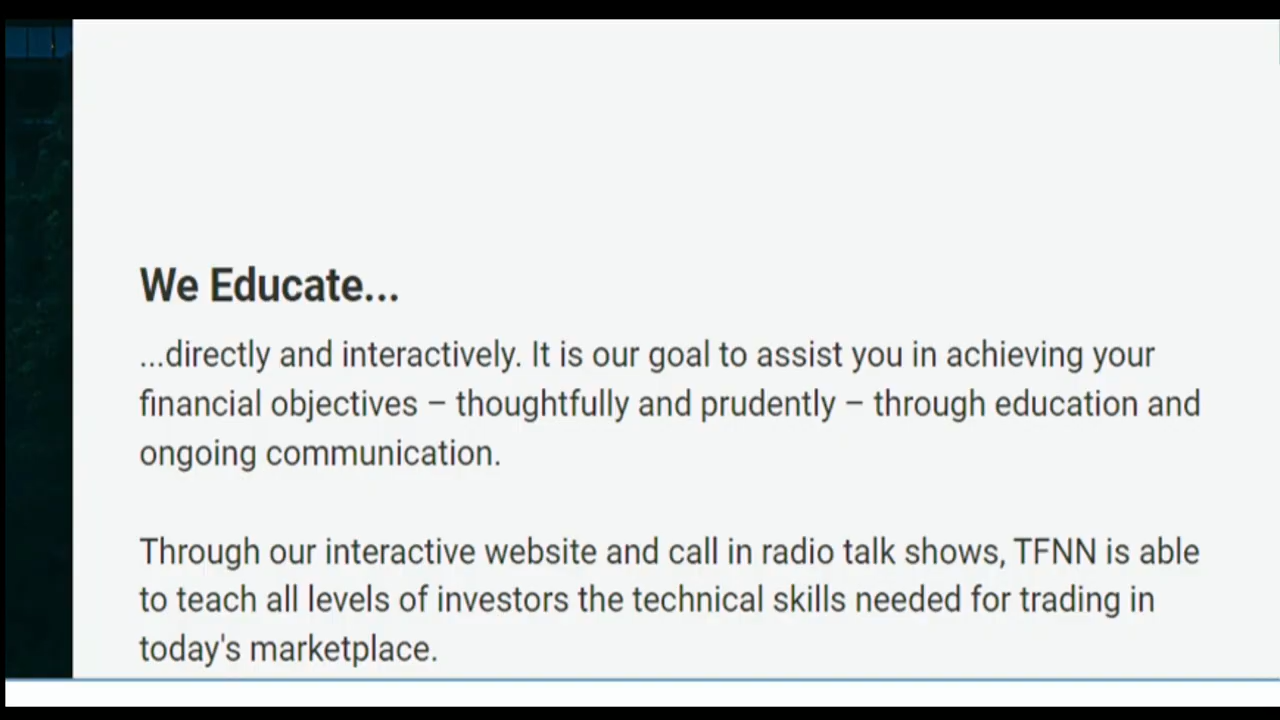 We Educate...
...directly and interactively. It is our goal to assist you in achieving your
financial objectives – thoughtfully and prudently – through education and
ongoing communication.
Through our interactive website and call in radio talk shows, TFNN is able
to teach all levels of investors the technical skills needed for trading in
today's marketplace.